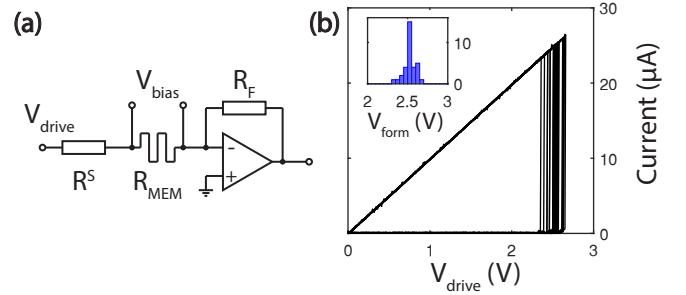 (a)
V_drive
R^S
V_bias
R_MEM
R_F
-
+
(b)
10
0
2
2.5
3
V_form (V)
30
20
10
0
Current (μA)
0
1
2
3
V_drive (V)